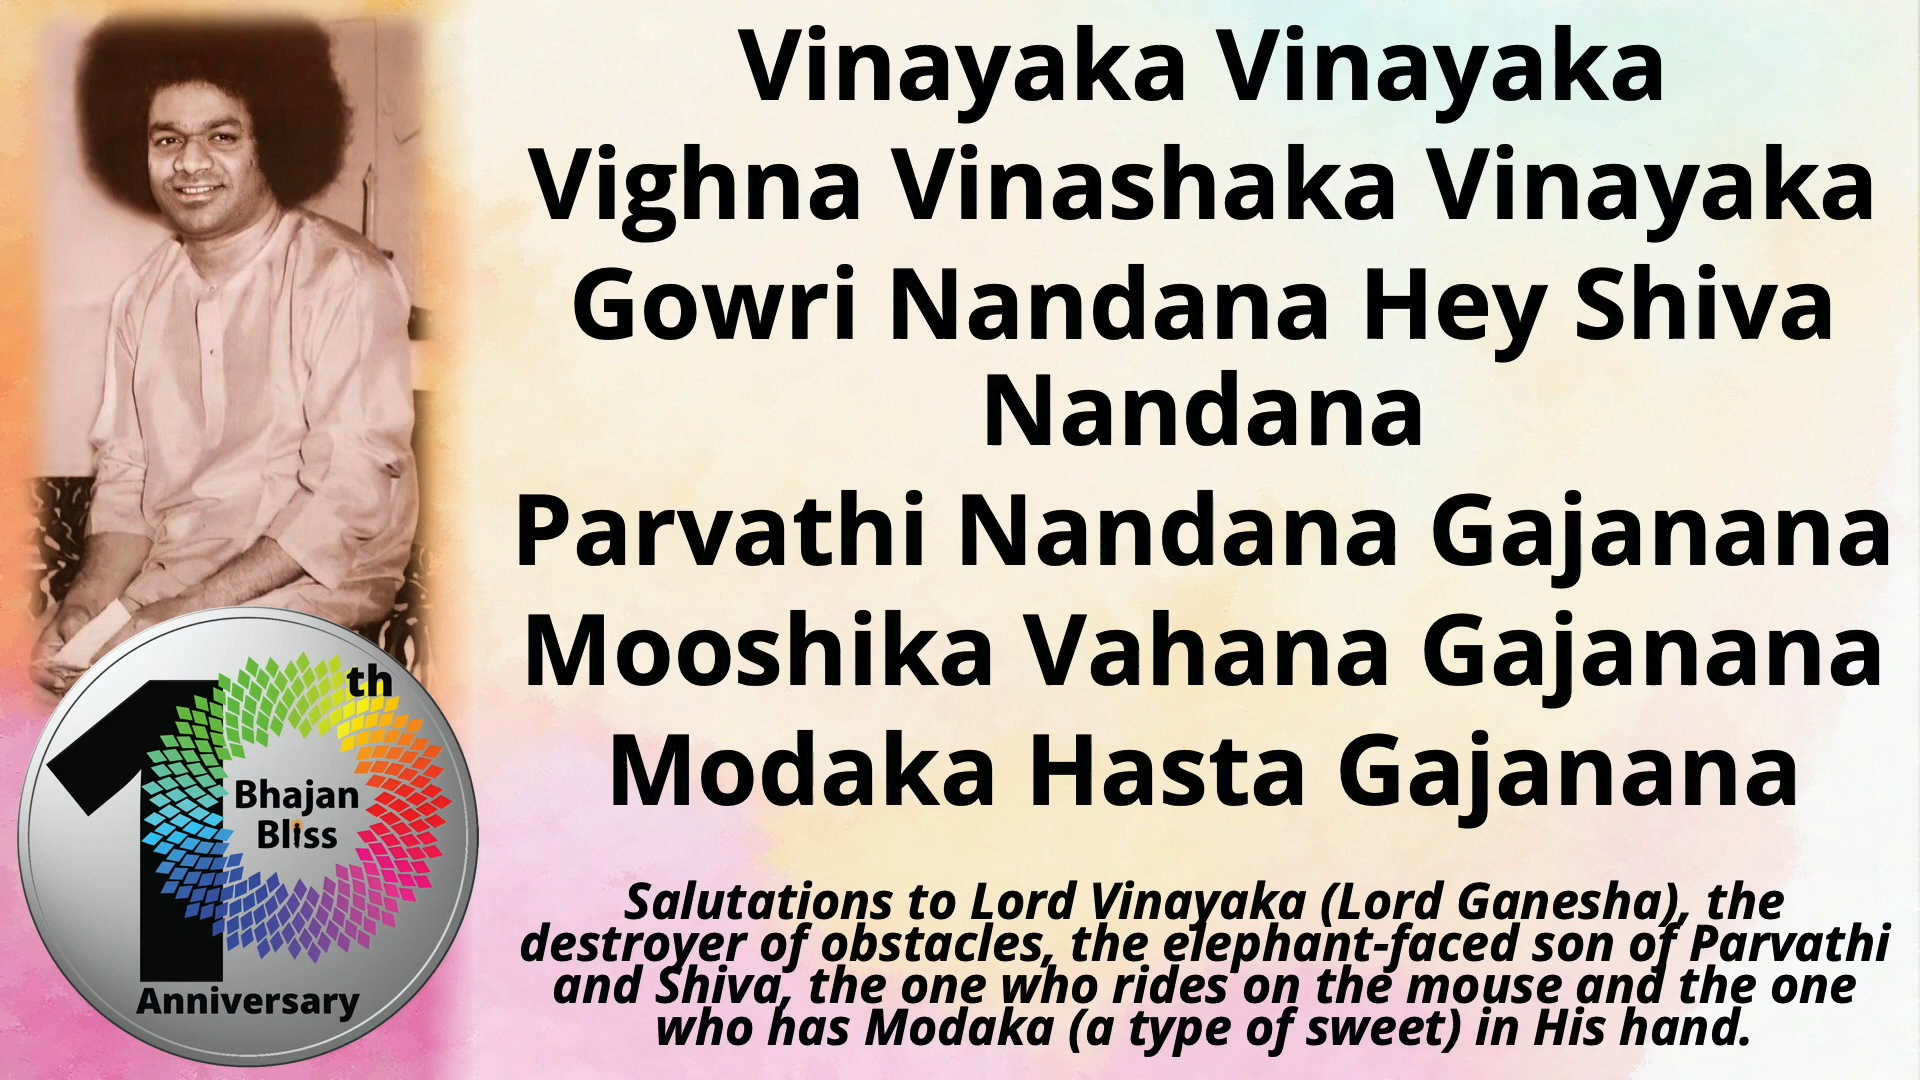 Vinayaka Vinayaka
Vighna Vinashaka Vinayaka
Gowri Nandana Hey Shiva
Nandana
Parvathi Nandana Gajanana
Mooshika Vahana Gajanana
Modaka Hasta Gajanana
Salutations to Lord Vinayaka (Lord Ganesha), the
destroyer of obstacles, the elephant-faced son of Parvathi
and Shiva, the one who rides on the mouse and the one
who has Modaka (a type of sweet) in His hand.
10th
Bhajan
Bliss
Anniversary